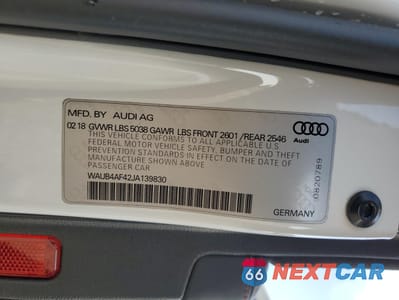 MFD. BY AUDI AG
02 18 GVWR LBS 5038 GAWR LBS FRONT 2601 / REAR 2546
THIS VEHICLE CONFORMS TO ALL APPLICABLE U.S.
FEDERAL MOTOR VEHICLE SAFETY, BUMPER AND THEFT
PREVENTION STANDARDS IN EFFECT ON THE DATE OF
MANUFACTURE SHOWN ABOVE
PASSENGER CAR
WAUB4AF42JA139830
Audi
0820789
GERMANY
66 NEXTCAR